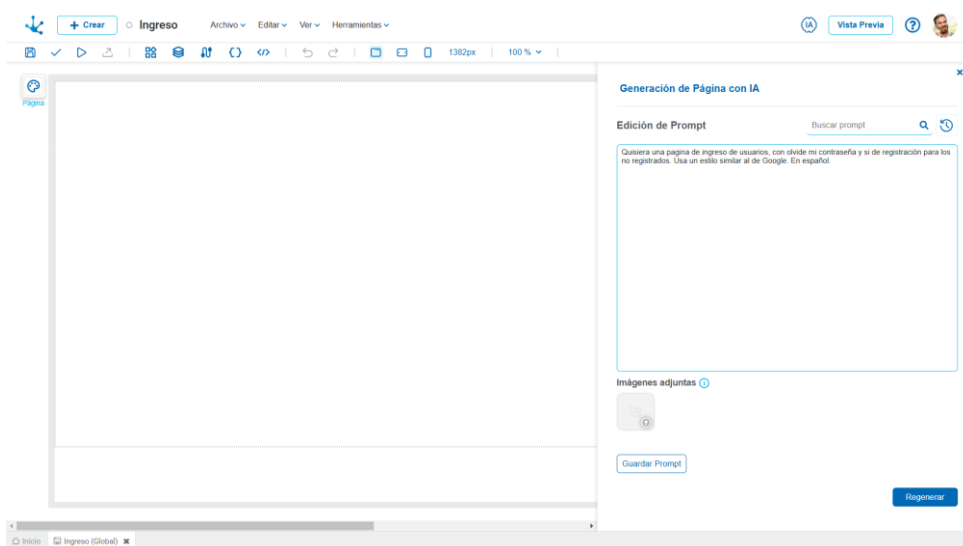 Crear
Ingreso
Archivo
Editar
Ver
Herramientas
IA
Vista Previa
?
1382px
100 %
Página
Generación de Página con IA
Edición de Prompt
Buscar prompt
Quisiera una pagina de ingreso de usuarios, con olvide mi contraseña y si de registración para los
no registrados. Usa un estilo similar al de Google. En español.
Imágenes adjuntas
Guardar Prompt
Regenerar
Inicio
Ingreso (Global)